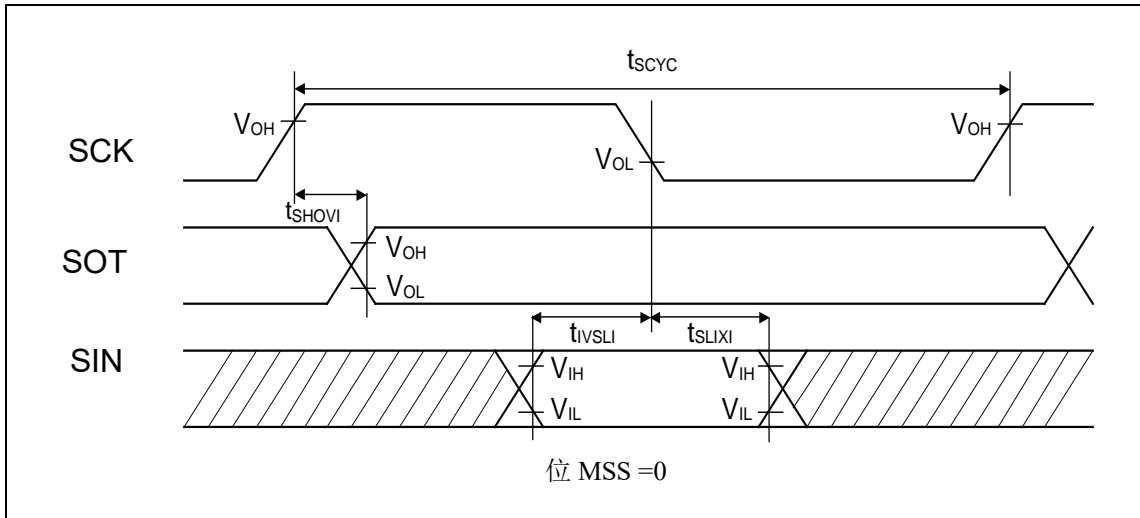 tSCYC
SCK
VOH
VOL
VOH
tSHOVI
SOT
VOH
VOL
tIVSLI
tSLIXI
SIN
VIH
VIH
VIL
VIL
位 MSS =0